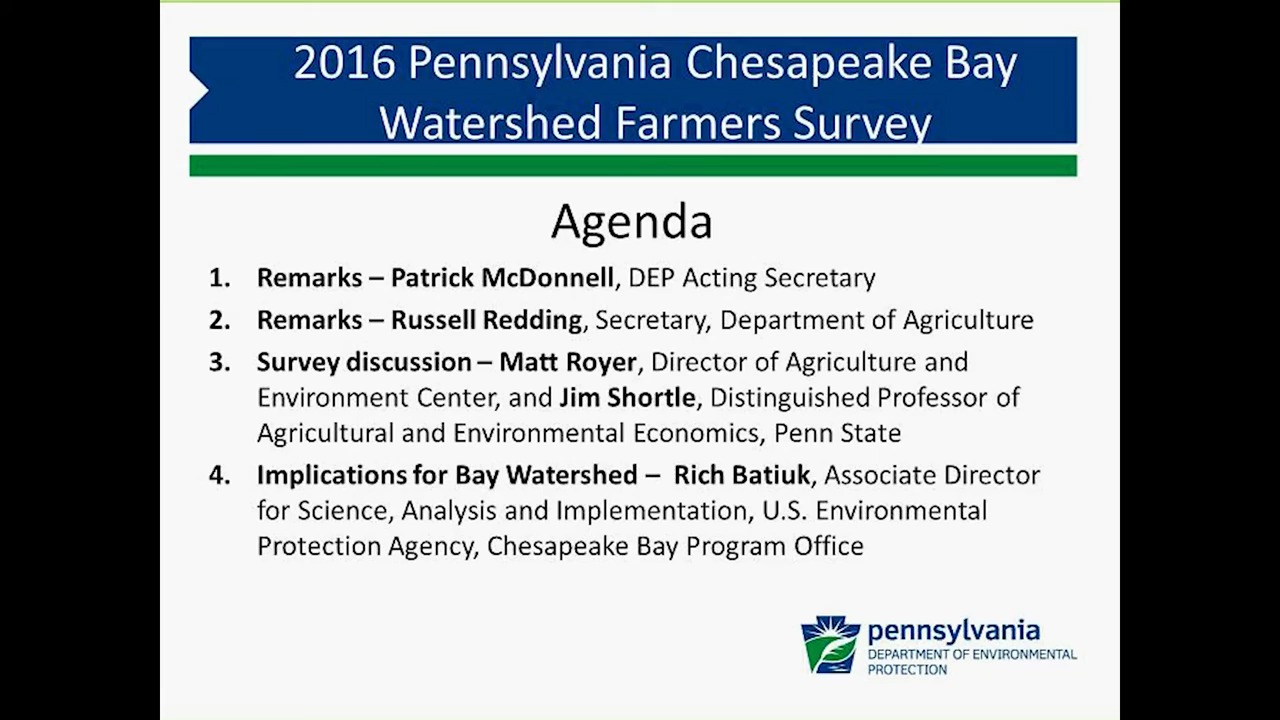 2016 Pennsylvania Chesapeake Bay
Watershed Farmers Survey
Agenda
1. Remarks – Patrick McDonnell, DEP Acting Secretary
2. Remarks – Russell Redding, Secretary, Department of Agriculture
3. Survey discussion – Matt Royer, Director of Agriculture and
Environment Center, and Jim Shortle, Distinguished Professor of
Agricultural and Environmental Economics, Penn State
4. Implications for Bay Watershed – Rich Batiuk, Associate Director
for Science, Analysis and Implementation, U.S. Environmental
Protection Agency, Chesapeake Bay Program Office
pennsylvania
DEPARTMENT OF ENVIRONMENTAL
PROTECTION